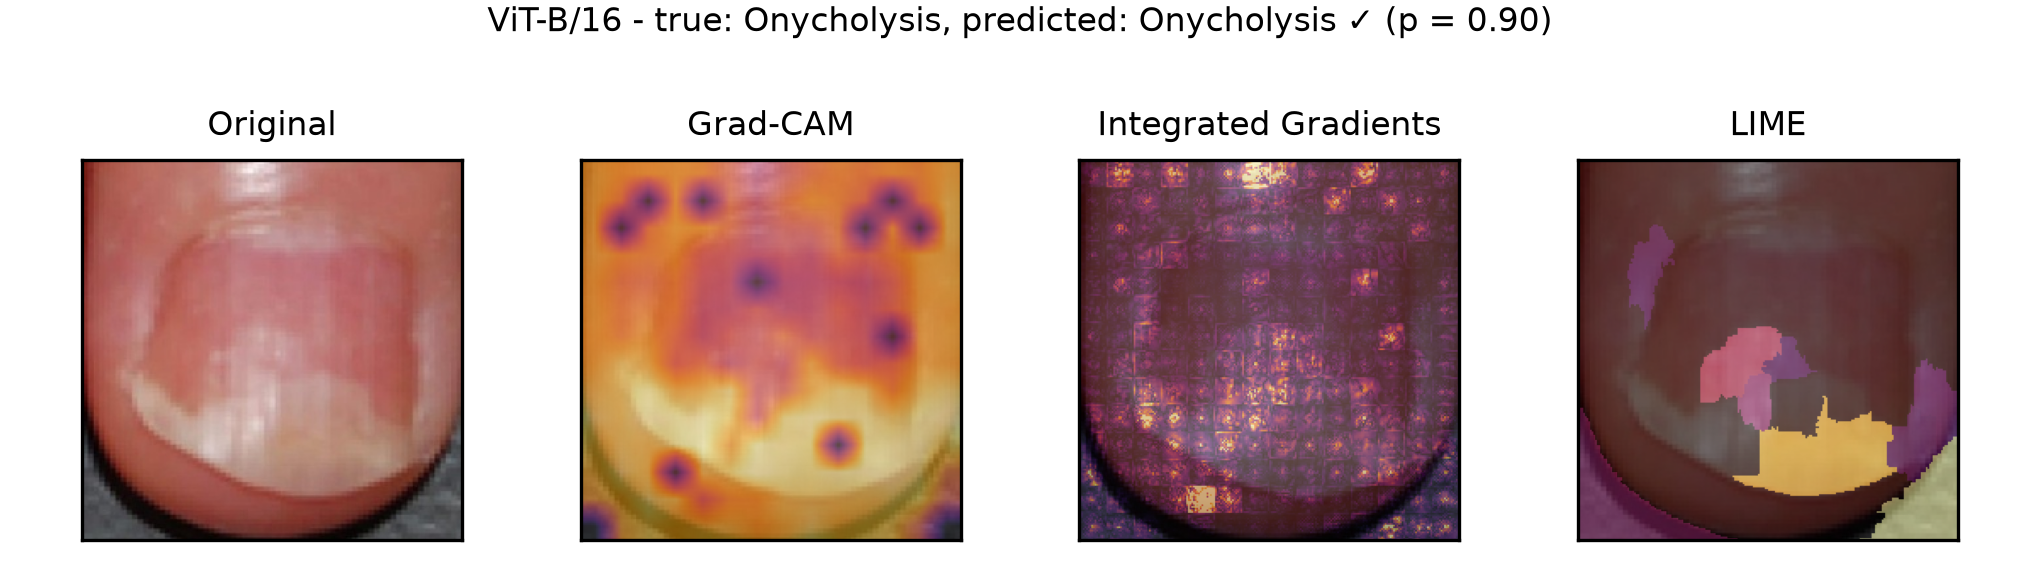 ViT-B/16 - true: Onycholysis, predicted: Onycholysis ✓ (p = 0.90)
Original
Grad-CAM
Integrated Gradients
LIME